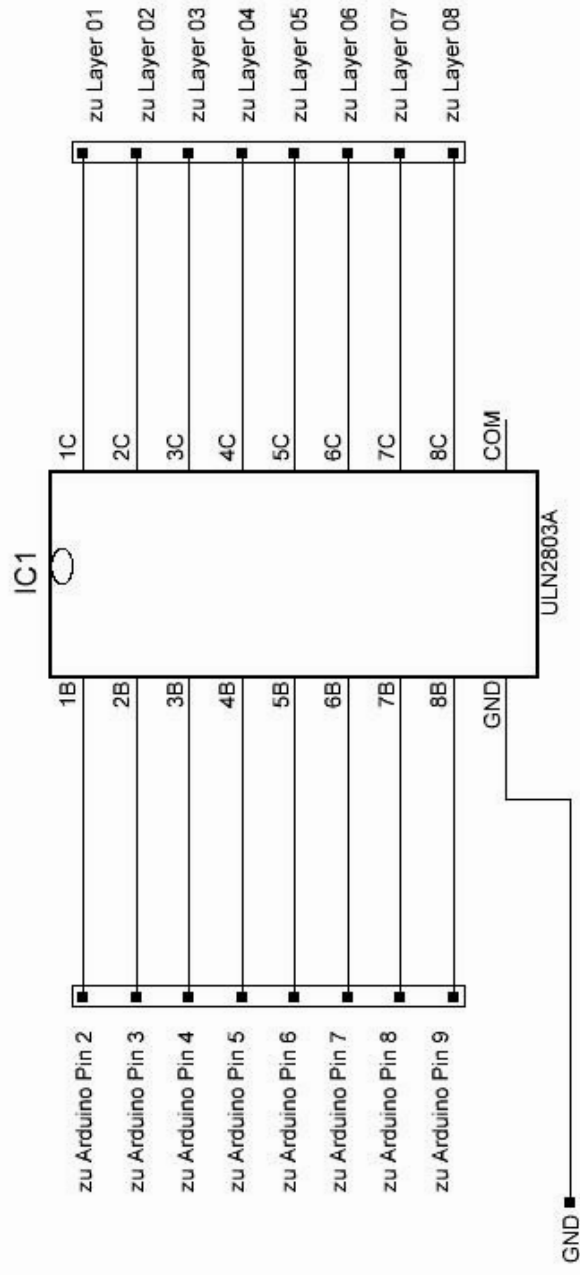 IC1
zu Arduino Pin 2
1B
1C
zu Layer 01
zu Arduino Pin 3
2B
2C
zu Layer 02
zu Arduino Pin 4
3B
3C
zu Layer 03
zu Arduino Pin 5
4B
4C
zu Layer 04
zu Arduino Pin 6
5B
5C
zu Layer 05
zu Arduino Pin 7
6B
6C
zu Layer 06
zu Arduino Pin 8
7B
7C
zu Layer 07
zu Arduino Pin 9
8B
8C
zu Layer 08
GND
COM
ULN2803A
GND